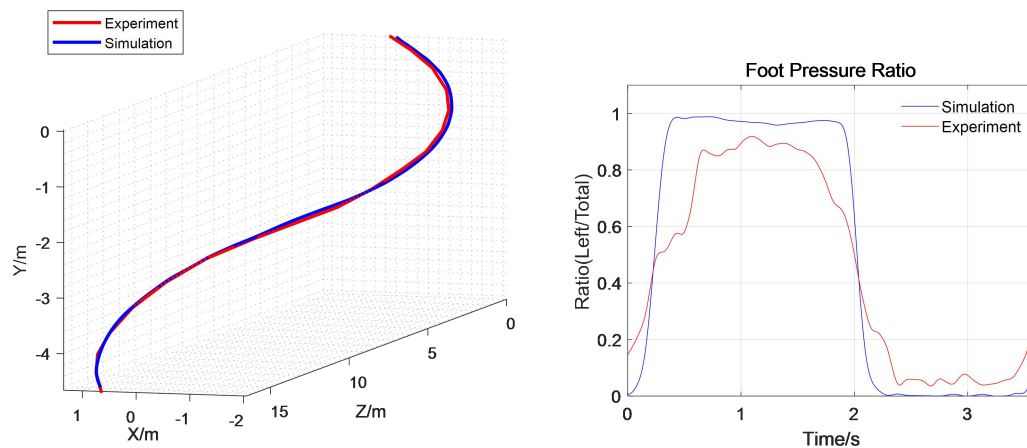 Experiment
Simulation
0
-1
-2
-3
-4
Y/m
1
0
-1
-2
X/m
15
10
5
0
Z/m
Foot Pressure Ratio
Simulation
Experiment
1
0.8
0.6
0.4
0.2
0
Ratio(Left/Total)
0
1
2
3
Time/s